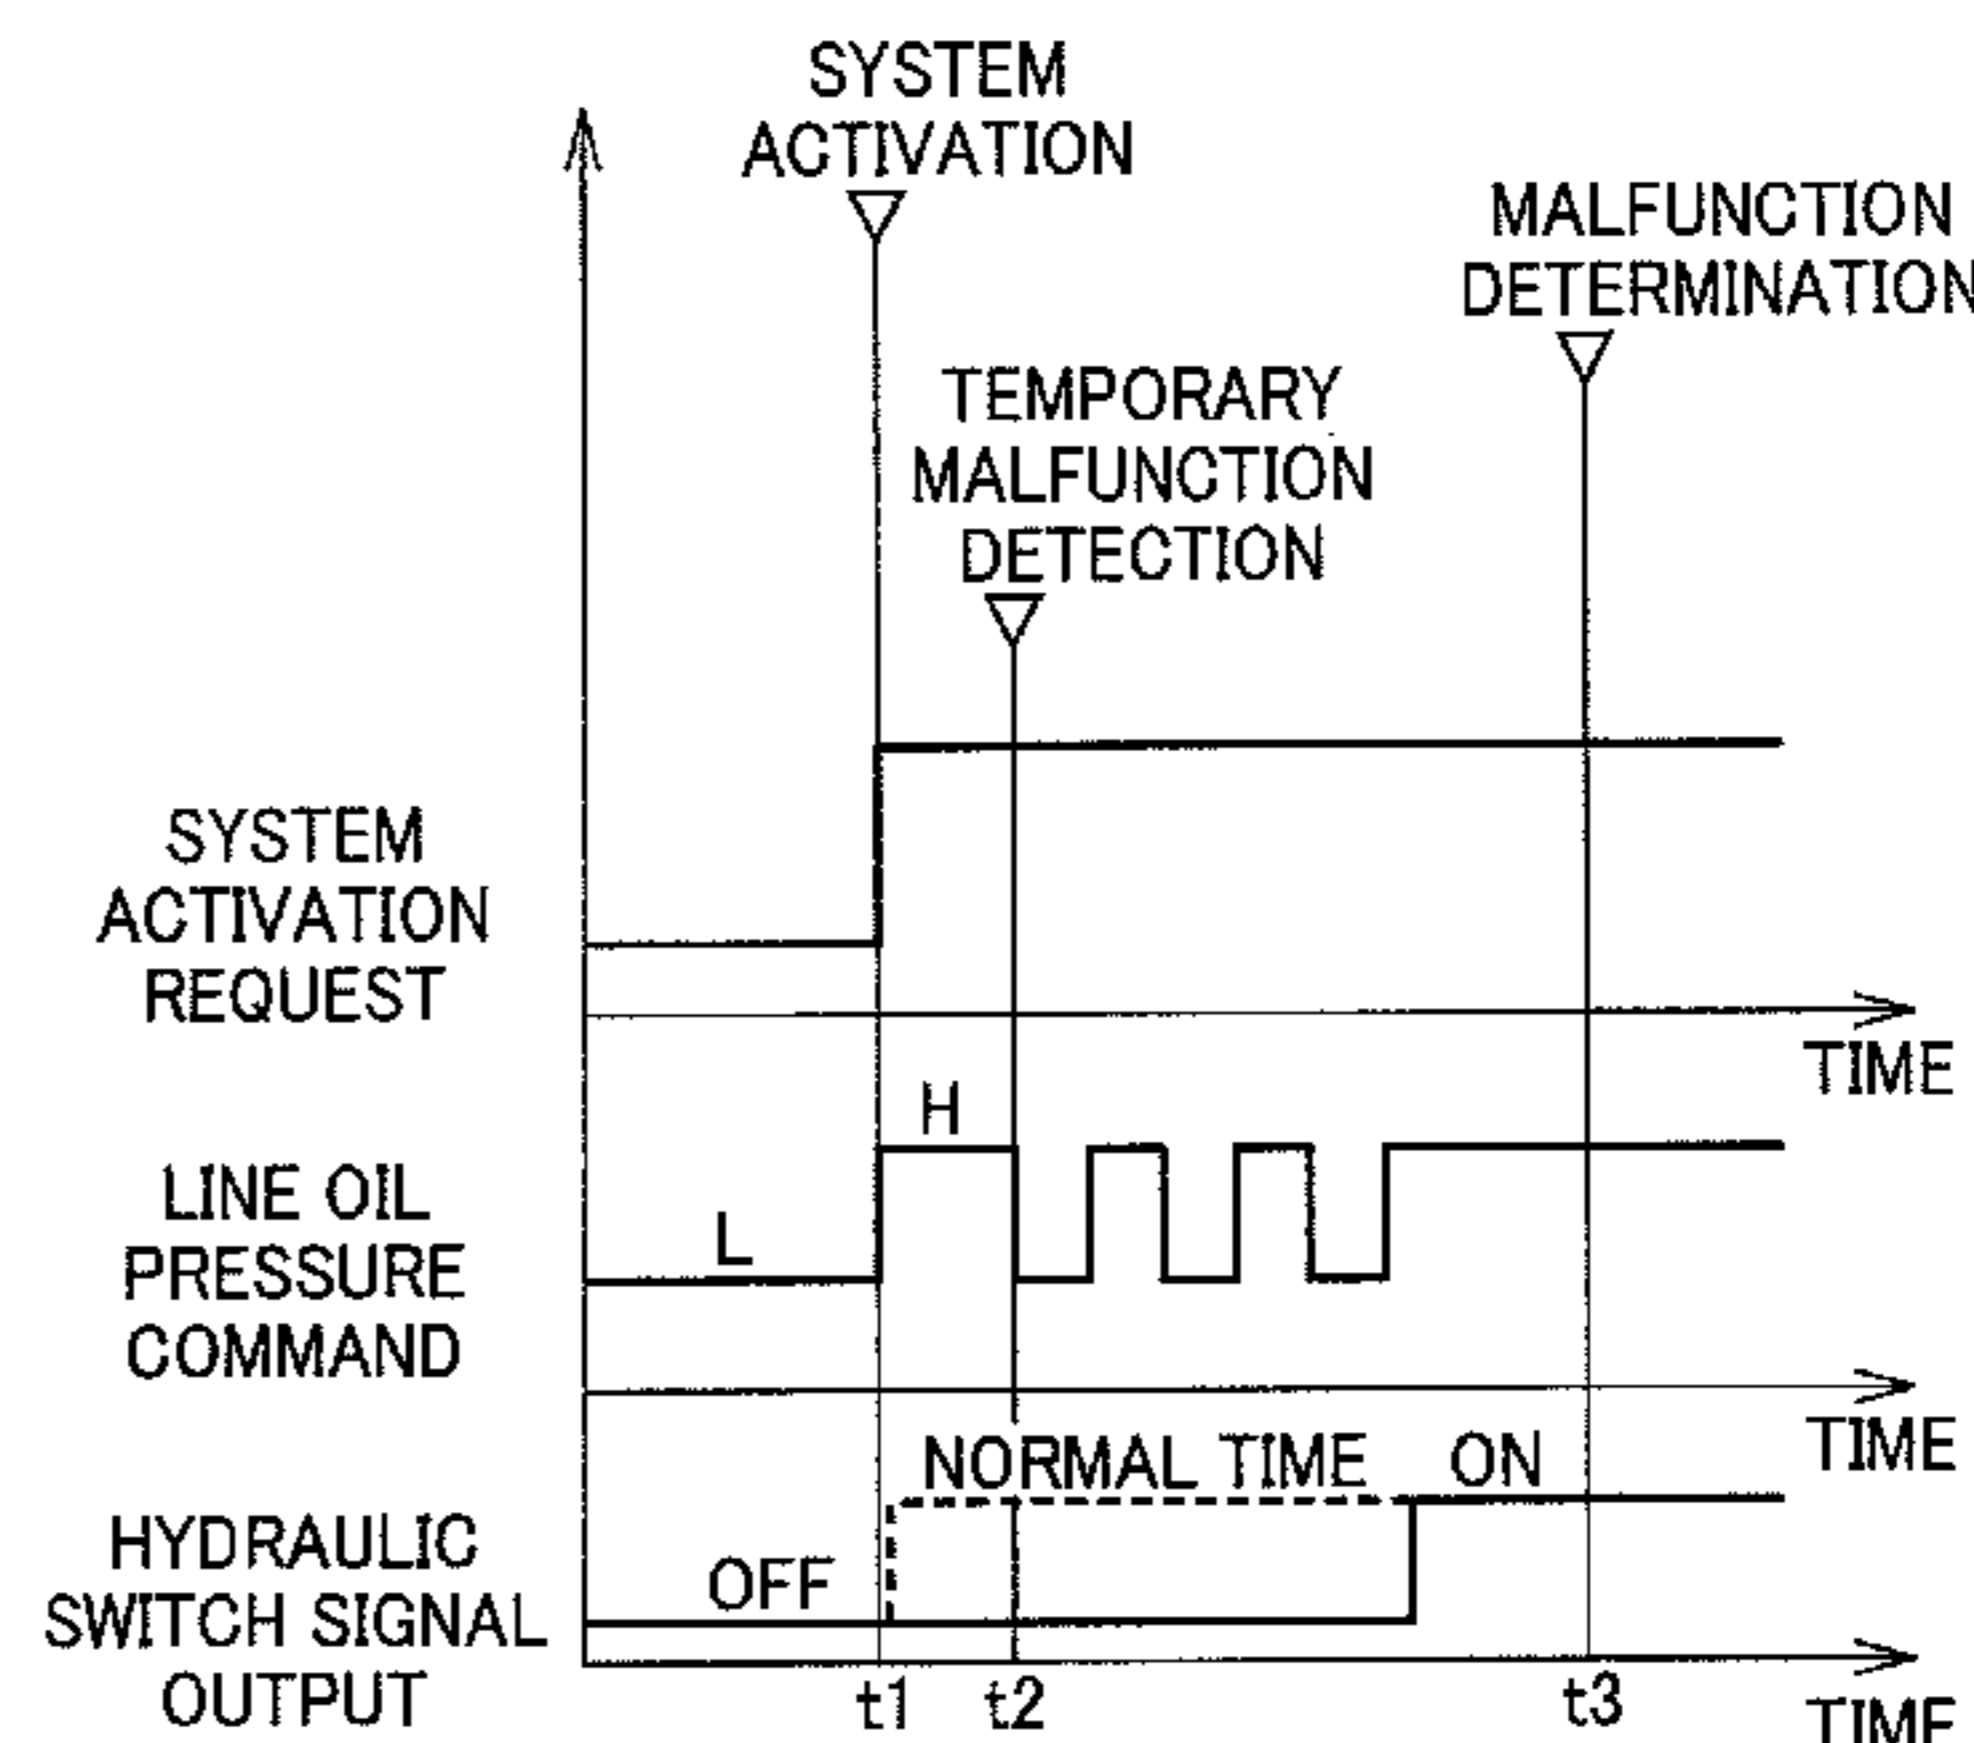 SYSTEM
ACTIVATION
MALFUNCTION
DETERMINATION
TEMPORARY
MALFUNCTION
DETECTION
SYSTEM
ACTIVATION
REQUEST
TIME
H
L
LINE OIL
PRESSURE
COMMAND
TIME
NORMAL TIME
ON
OFF
HYDRAULIC
SWITCH SIGNAL
OUTPUT
t1
t2
t3
TIME